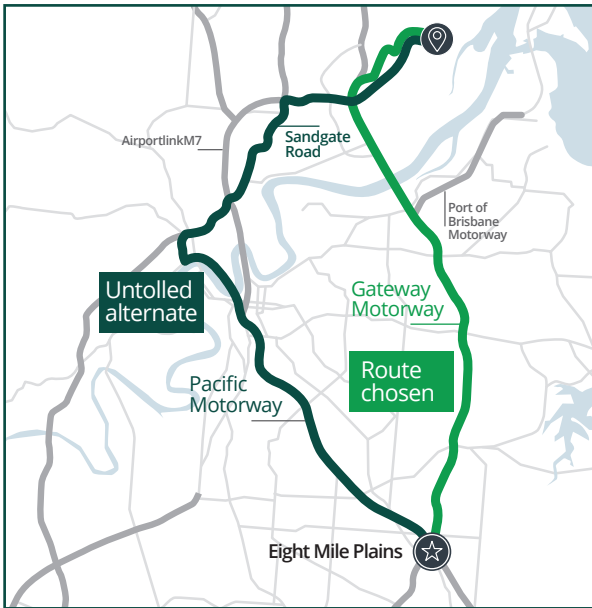 AirportlinkM7
Sandgate
Road
Port of
Brisbane
Motorway
Untolled
alternate
Gateway
Motorway
Route
chosen
Pacific
Motorway
Eight Mile Plains